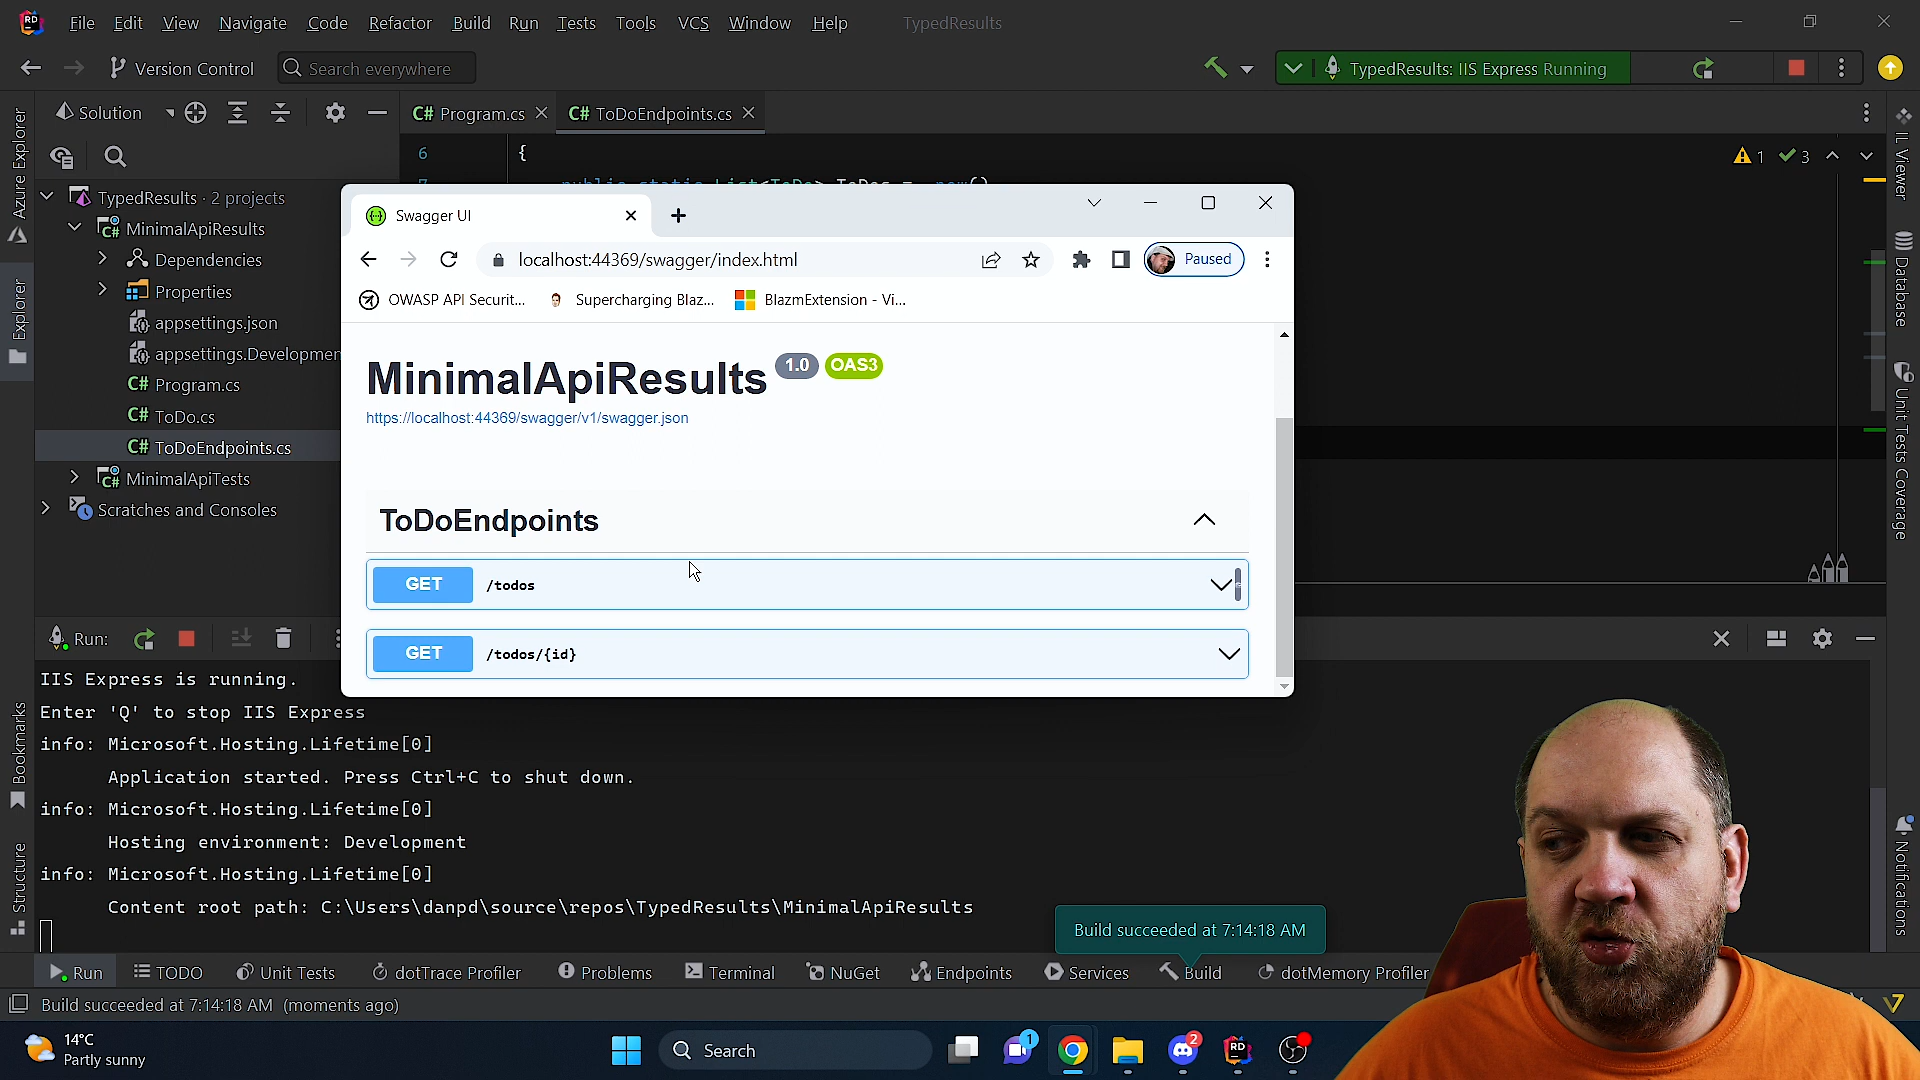 File Edit View Navigate Code Refactor Build Run Tests Tools VCS Window Help TypedResults
Version Control Search everywhere TypedResults: IIS Express Running
Solution C# Program.cs C# ToDoEndpoints.cs
6 {
1 3
TypedResults · 2 projects
MinimalApiResults
Dependencies
Properties
appsettings.json
appsettings.Developmen
C# Program.cs
C# ToDo.cs
C# ToDoEndpoints.cs
MinimalApiTests
Scratches and Consoles
Azure Explorer
Explorer
Bookmarks
Structure
Swagger UI
localhost:44369/swagger/index.html Paused
OWASP API Securit... Supercharging Blaz... BlazmExtension - Vi...
MinimalApiResults 1.0 OAS3
https://localhost:44369/swagger/v1/swagger.json
ToDoEndpoints
GET /todos
GET /todos/{id}
IL Viewer
Database
Unit Tests Coverage
Notifications
Run:
IIS Express is running.
Enter 'Q' to stop IIS Express
info: Microsoft.Hosting.Lifetime[0]
Application started. Press Ctrl+C to shut down.
info: Microsoft.Hosting.Lifetime[0]
Hosting environment: Development
info: Microsoft.Hosting.Lifetime[0]
Content root path: C:\Users\danpd\source\repos\TypedResults\MinimalApiResults
Build succeeded at 7:14:18 AM
Run TODO Unit Tests dotTrace Profiler Problems Terminal NuGet Endpoints Services Build dotMemory Profiler
Build succeeded at 7:14:18 AM (moments ago)
14°C
Partly sunny
Search
1
2